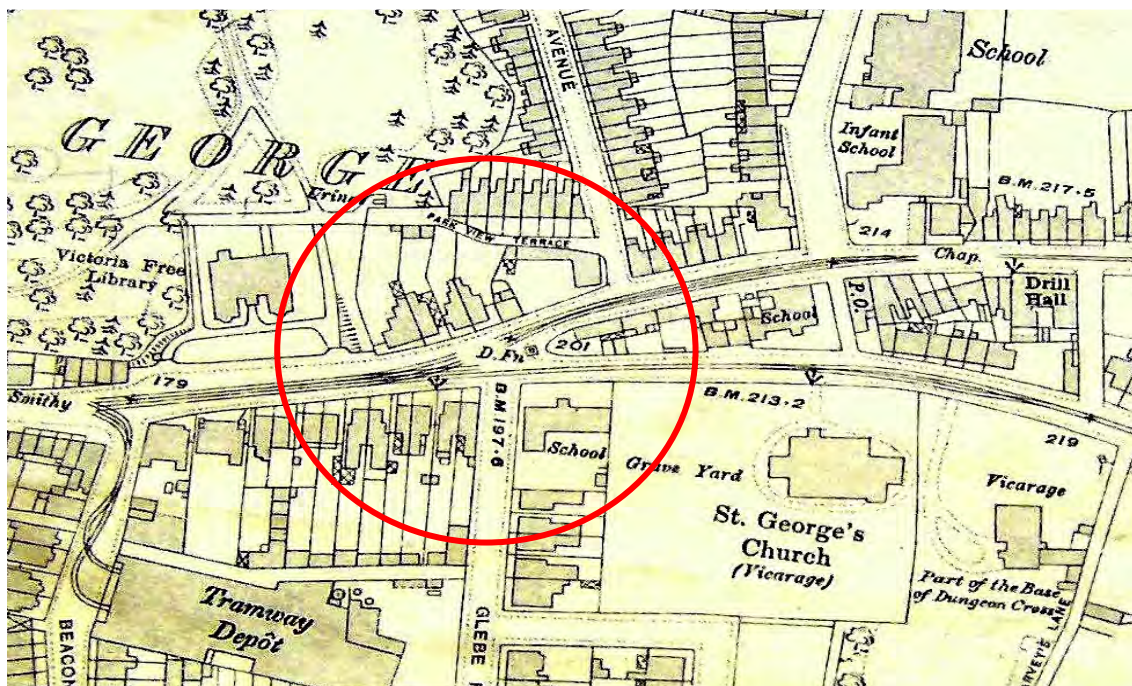 AVENUE
School
GEORGE
Infant
School
B.M.217·5
PARK VIEW TERRACE
214
Victoria Free
Library
Chap.
Drill
Hall
P.O.
School
D.Fn
201
179
Smithy
B.M.197·6
B.M.213·2
219
School
Grave Yard
Vicarage
St. George's
Church
(Vicarage)
Part of the Base
of Dungeon Cross
Tramway
Depôt
BEACON
GLEBE
LANE